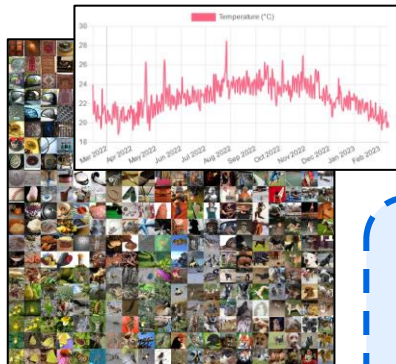 Temperature (°C)
30
28
26
24
22
20
18
Mar 2022
Apr 2022
May 2022
Jun 2022
Jul 2022
Aug 2022
Sep 2022
Oct 2022
Nov 2022
Dec 2022
Jan 2023
Feb 2023